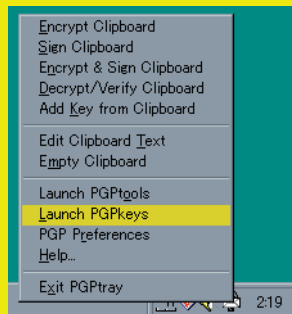 Encrypt Clipboard
Sign Clipboard
Encrypt & Sign Clipboard
Decrypt/Verify Clipboard
Add Key from Clipboard
Edit Clipboard Text
Empty Clipboard
Launch PGPtools
Launch PGPkeys
PGP Preferences
Help...
Exit PGPtray
2:19